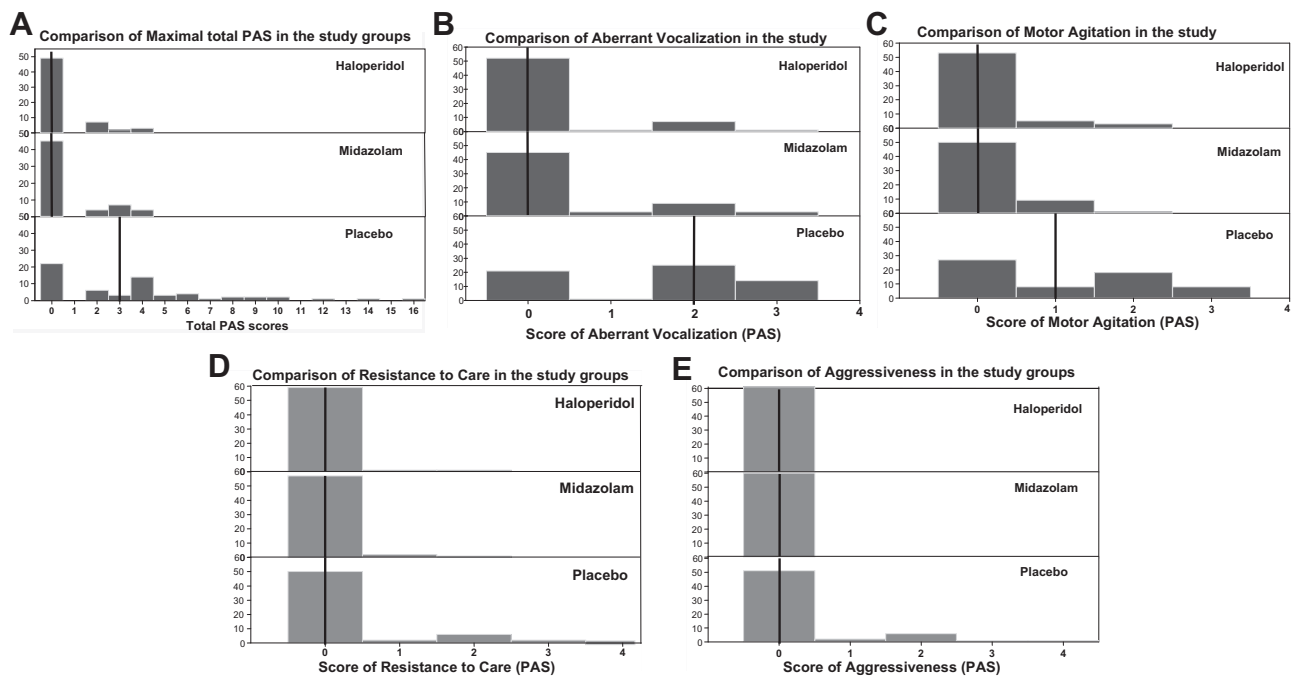 A
Comparison of Maximal total PAS in the study groups
50
40
30
20
10
0
Haloperidol
50
40
30
20
10
0
Midazolam
50
40
30
20
10
0
Placebo
0 1 2 3 4 5 6 7 8 9 10 11 12 13 14 15 16
Total PAS scores
B
Comparison of Aberrant Vocalization in the study
60
50
40
30
20
10
0
Haloperidol
60
50
40
30
20
10
0
Midazolam
60
50
40
30
20
10
0
Placebo
0 1 2 3 4
Score of Aberrant Vocalization (PAS)
C
Comparison of Motor Agitation in the study
60
50
40
30
20
10
0
Haloperidol
60
50
40
30
20
10
0
Midazolam
60
50
40
30
20
10
0
Placebo
0 1 2 3 4
Score of Motor Agitation (PAS)
D
Comparison of Resistance to Care in the study groups
60
50
40
30
20
10
0
Haloperidol
60
50
40
30
20
10
0
Midazolam
60
50
40
30
20
10
0
Placebo
0 1 2 3 4
Score of Resistance to Care (PAS)
E
Comparison of Aggressiveness in the study groups
60
50
40
30
20
10
0
Haloperidol
60
50
40
30
20
10
0
Midazolam
60
50
40
30
20
10
0
Placebo
0 1 2 3 4
Score of Aggressiveness (PAS)